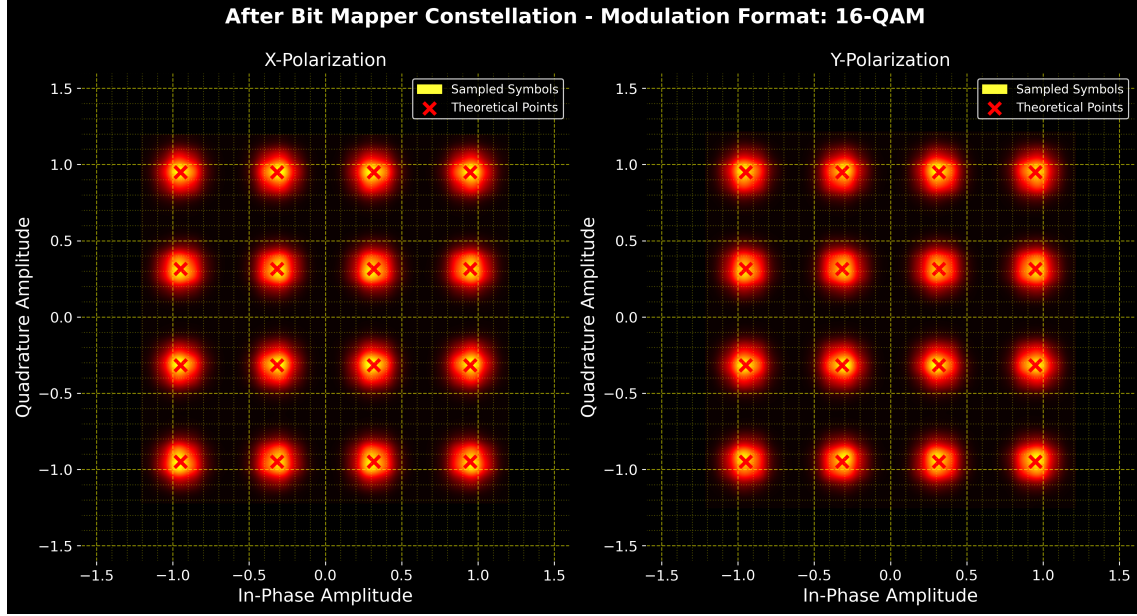 After Bit Mapper Constellation - Modulation Format: 16-QAM
X-Polarization
Sampled Symbols
Theoretical Points
1.5
1.0
0.5
0.0
−0.5
−1.0
−1.5
Quadrature Amplitude
−1.5 −1.0 −0.5 0.0 0.5 1.0 1.5
In-Phase Amplitude
Y-Polarization
Sampled Symbols
Theoretical Points
1.5
1.0
0.5
0.0
−0.5
−1.0
−1.5
Quadrature Amplitude
−1.5 −1.0 −0.5 0.0 0.5 1.0 1.5
In-Phase Amplitude